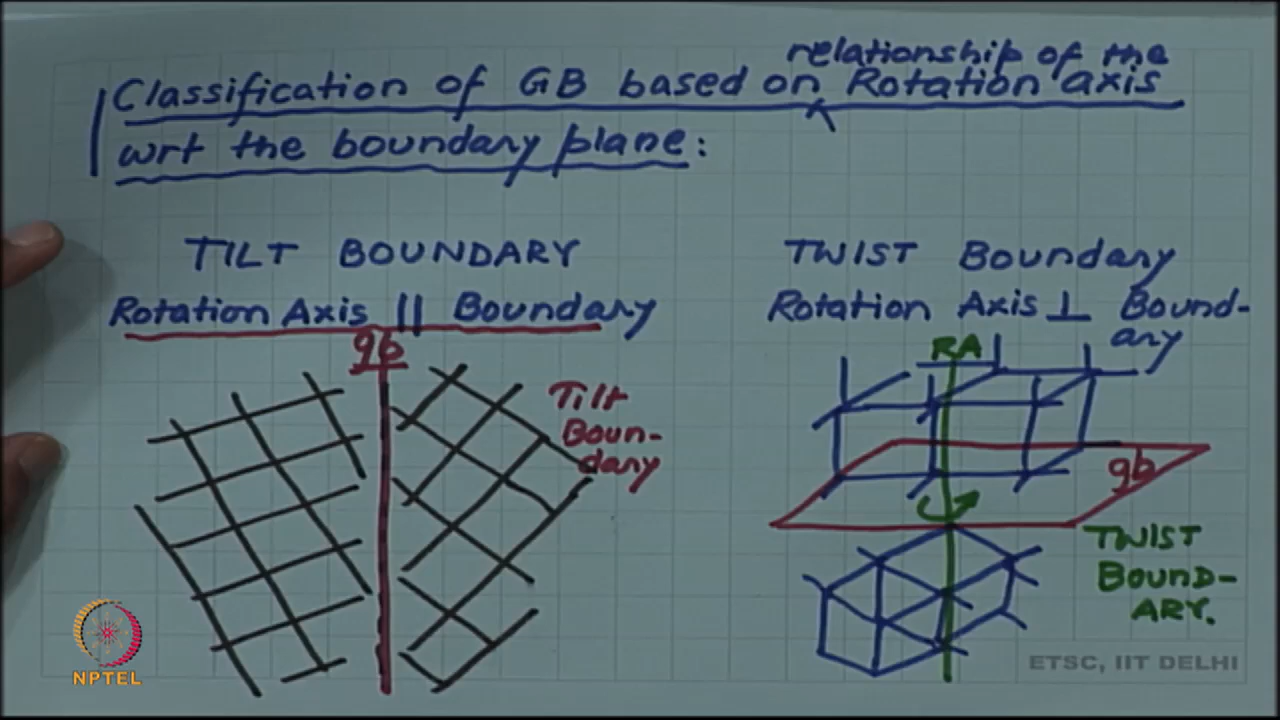 relationship of the
Classification of GB based on Rotation axis
wrt the boundary plane:
TILT BOUNDARY
Rotation Axis || Boundary
gb
Tilt
Boun-
dary
TWIST Boundary
Rotation Axis ⊥ Bound-
ary
RA
gb
TWIST
BOUND-
ARY.
NPTEL
ETSC, IIT DELHI